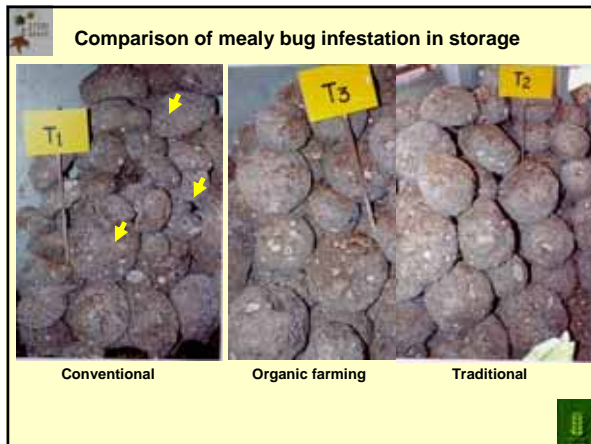 Comparison of mealy bug infestation in storage
T1
T3
T2
Conventional
Organic farming
Traditional